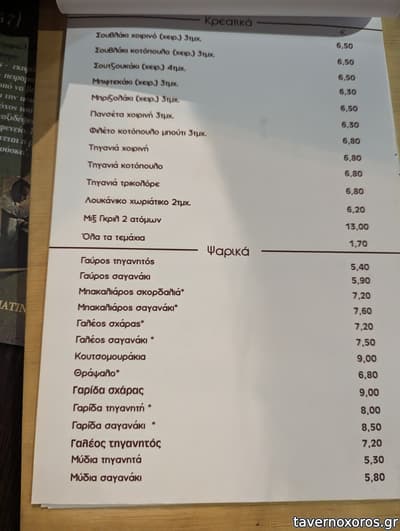 Κρεατικά
€
Σουβλάκι χοιρινό (χειρ.) 3τμχ. 6,50
Σουβλάκι κοτόπουλο (χειρ.) 3τμχ. 6,50
Σουτζουκάκι (χειρ.) 4τμχ. 6,50
Μπιφτεκάκι (χειρ.) 3τμχ. 6,30
Μπριζολάκι (χειρ.) 3τμχ. 6,50
Πανσέτα χοιρινή 3τμχ. 6,30
Φιλέτο κοτόπουλο μπούτι 3τμχ. 6,80
Τηγανιά χοιρινή 6,80
Τηγανιά κοτόπουλο 6,80
Τηγανιά τρικολόρε 6,80
Λουκάνικο χωριάτικο 2τμχ. 6,20
Μιξ Γκριλ 2 ατόμων 13,00
Όλα τα τεμάχια 1,70
Ψαρικά
Γαύρος τηγανητός 5,40
Γαύρος σαγανάκι 5,90
Μπακαλιάρος σκορδαλιά* 7,20
Μπακαλιάρος σαγανάκι* 7,60
Γαλέος σχάρας* 7,20
Γαλέος σαγανάκι * 7,50
Κουτσομουράκια 9,00
Θράψαλο* 6,80
Γαρίδα σχάρας 9,00
Γαρίδα τηγανητή * 8,00
Γαρίδα σαγανάκι * 8,50
Γαλέος τηγανητός 7,20
Μύδια τηγανητά 5,30
Μύδια σαγανάκι 5,80
tavernoxoros.gr